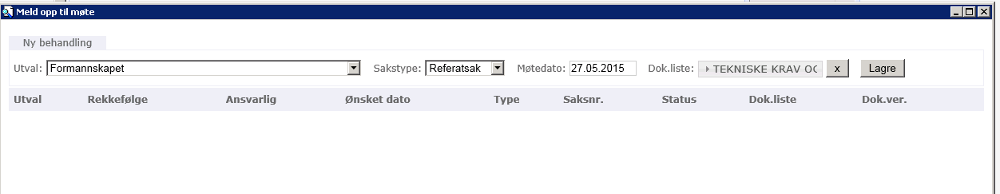 Meld opp til møte
Ny behandling
Utval: Formannskapet Sakstype: Referatsak Møtedato: 27.05.2015 Dok.liste: TEKNISKE KRAV OG x Lagre
Utval Rekkefølge Ansvarlig Ønsket dato Type Saksnr. Status Dok.liste Dok.ver.